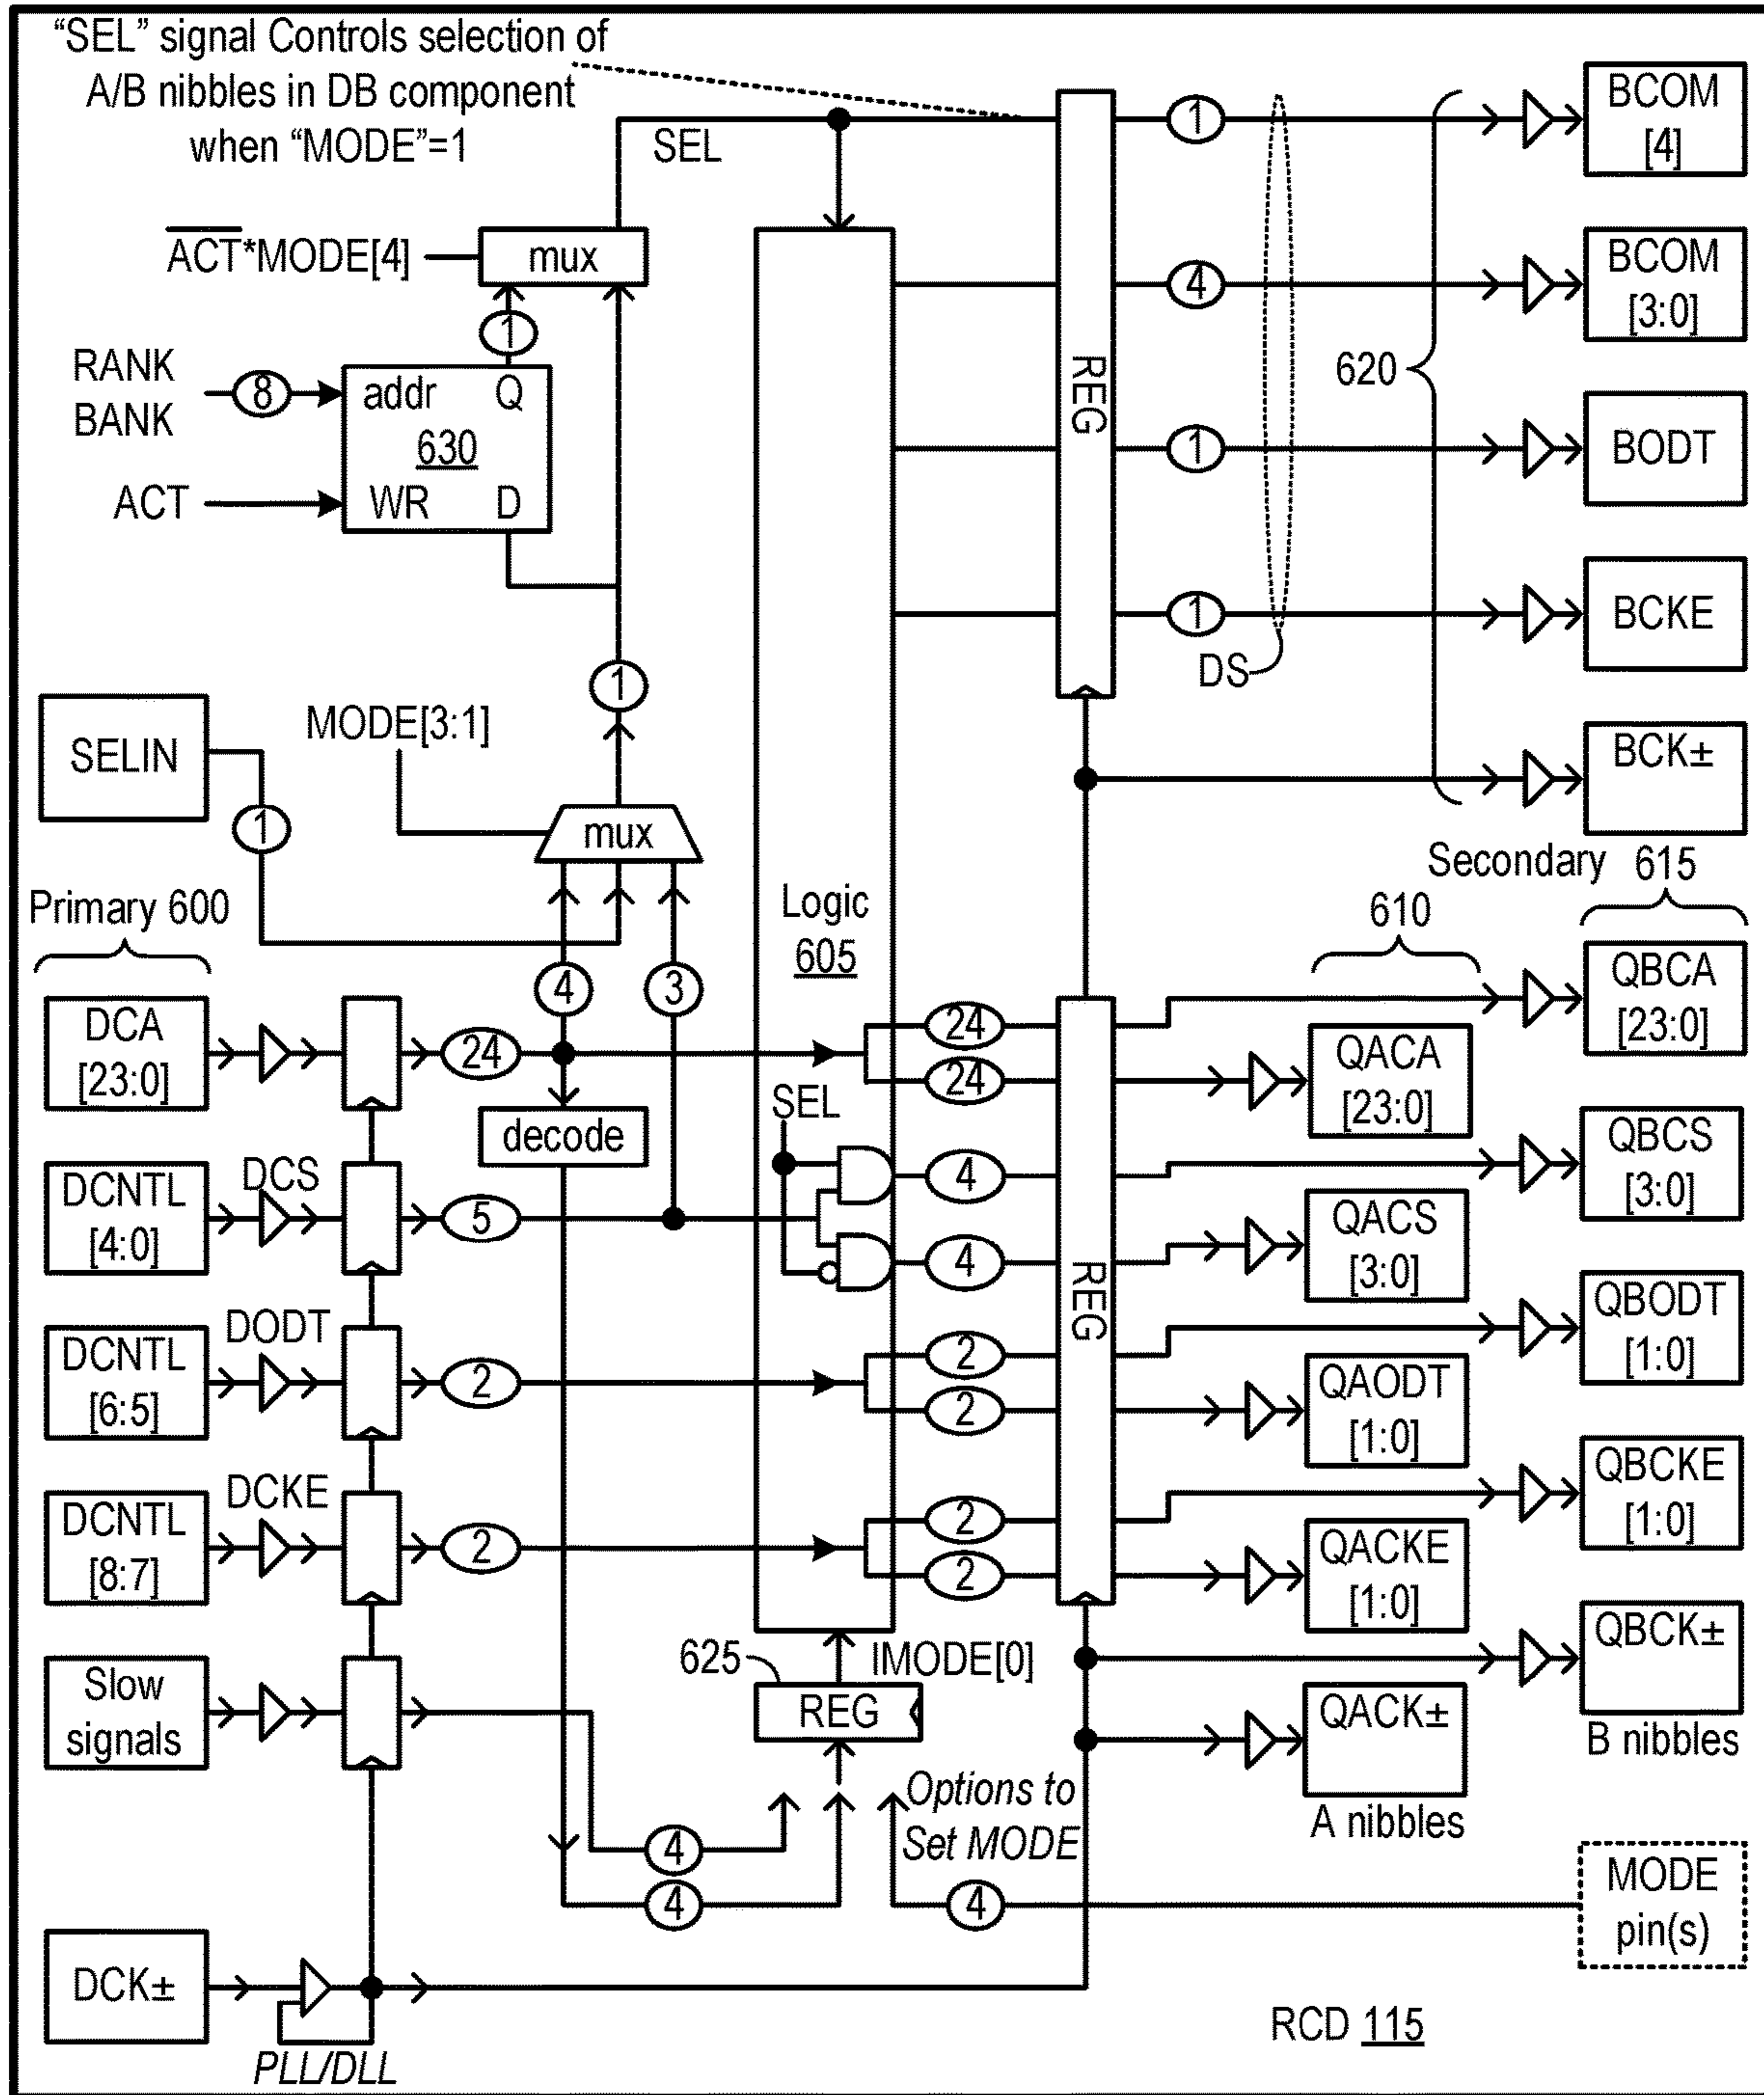 “SEL” signal Controls selection of
A/B nibbles in DB component
when “MODE”=1
SEL
BCOM
[4]
1
ACT*MODE[4]
mux
4
BCOM
[3:0]
1
RANK
BANK
8
addr Q
630
WR D
ACT
REG
620
1
BODT
1
BCKE
DS
1
SELIN
MODE[3:1]
BCK±
1
mux
Secondary 615
Primary 600
Logic
605
610
4
3
DCA
[23:0]
24
24
24
QBCA
[23:0]
QACA
[23:0]
decode
SEL
DCNTL
[4:0]
DCS
5
4
4
QBCS
[3:0]
QACS
[3:0]
REG
DCNTL
[6:5]
DODT
2
2
2
QBODT
[1:0]
QAODT
[1:0]
DCNTL
[8:7]
DCKE
2
2
2
QBCKE
[1:0]
QACKE
[1:0]
Slow
signals
625
IMODE[0]
REG
QBCK±
B nibbles
QACK±
A nibbles
Options to
Set MODE
4
4
4
MODE
pin(s)
DCK±
PLL/DLL
RCD 115